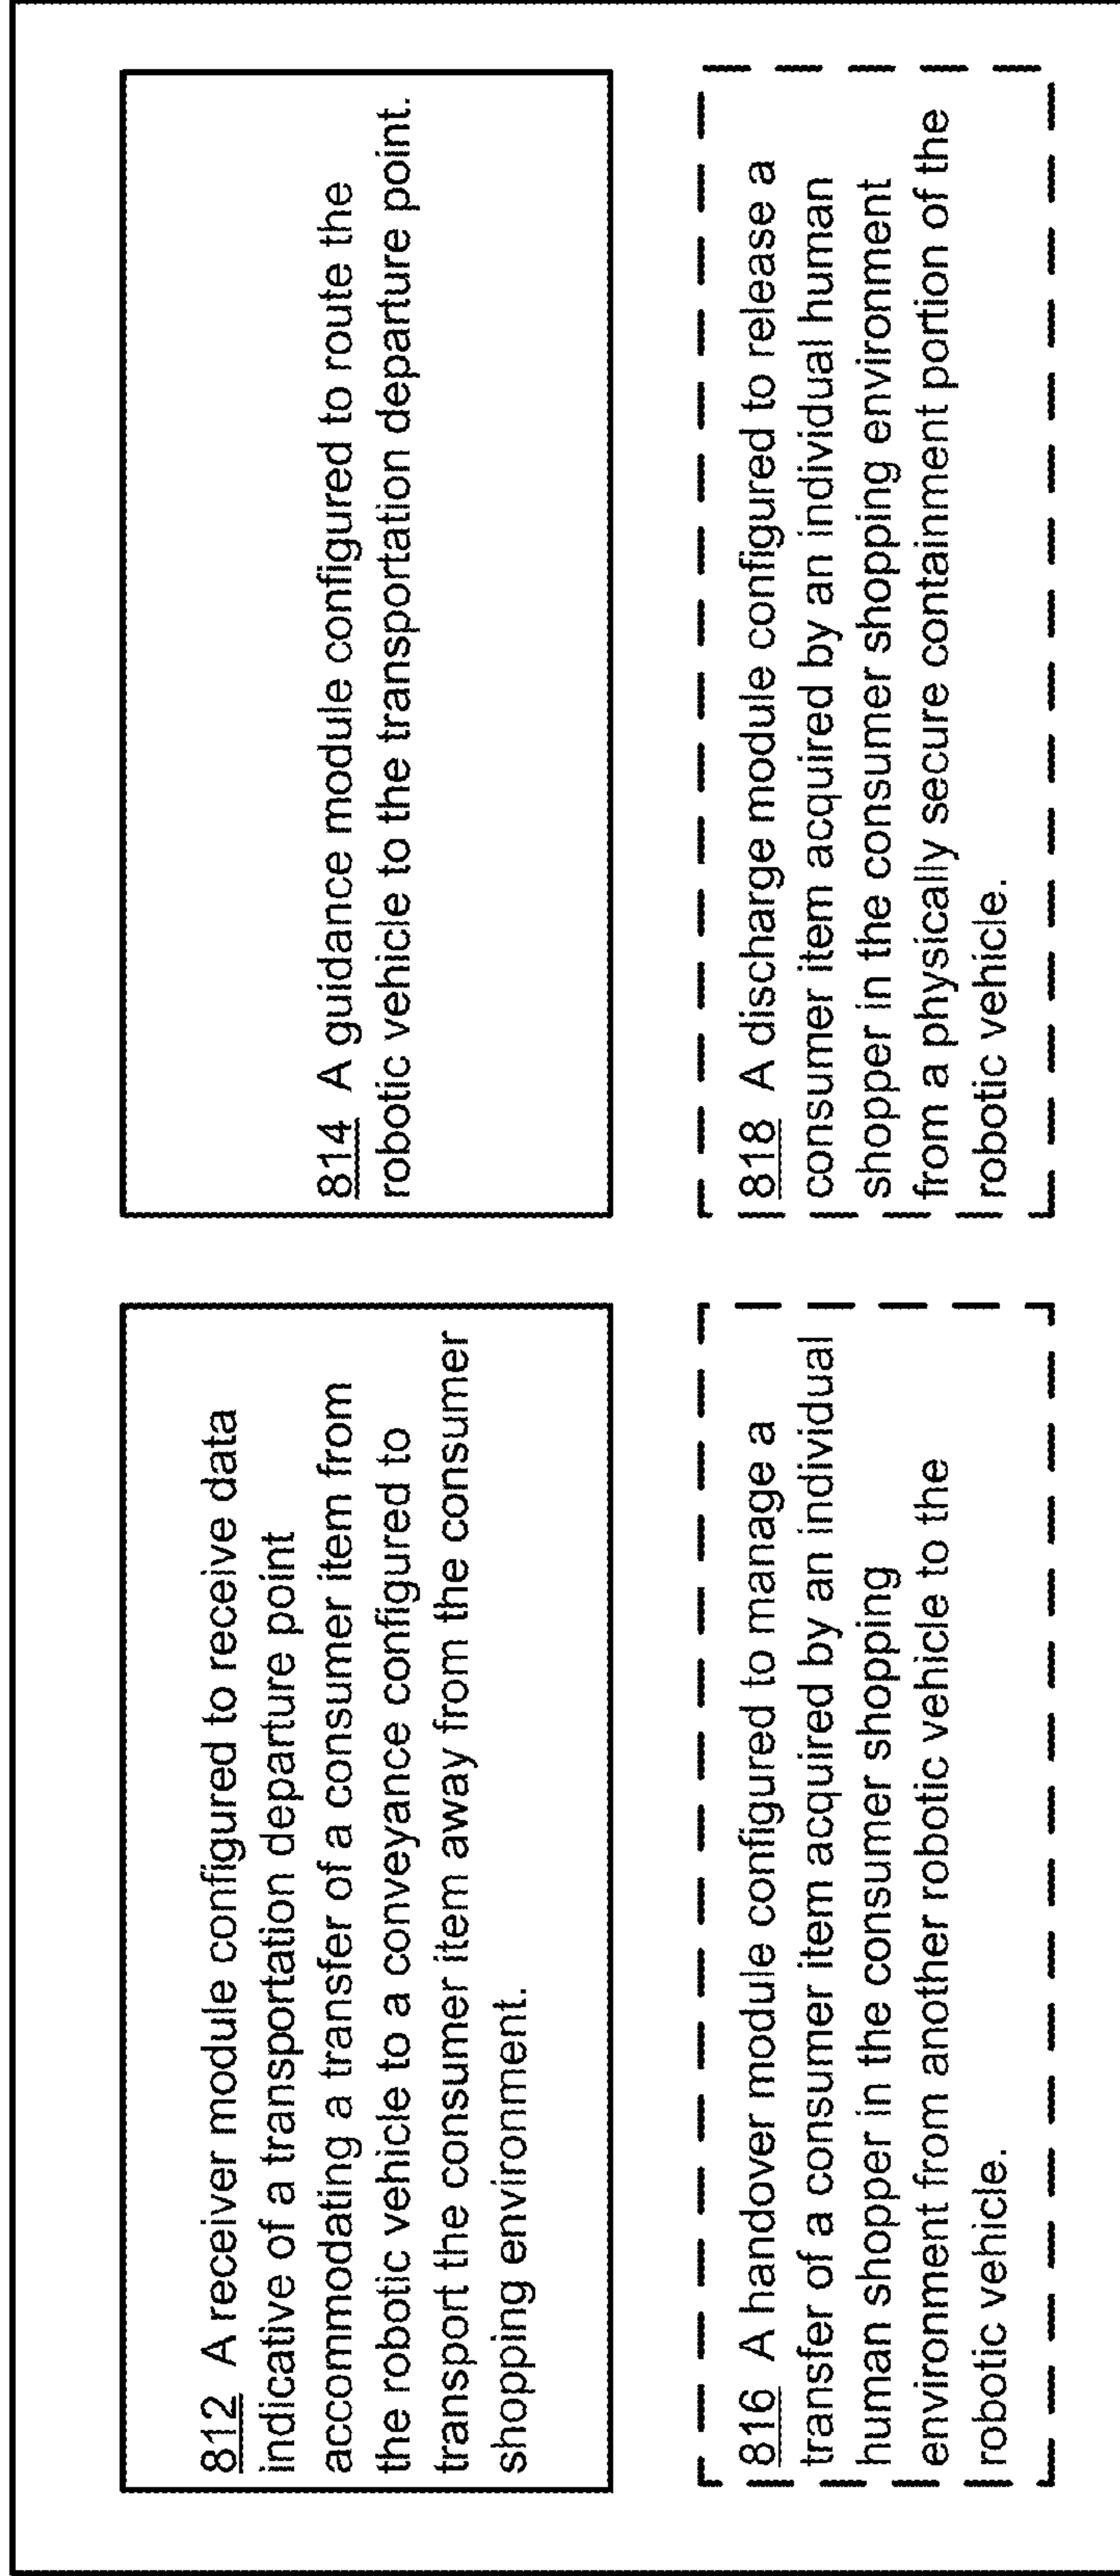 812 A receiver module configured to receive data
indicative of a transportation departure point
accommodating a transfer of a consumer item from
the robotic vehicle to a conveyance configured to
transport the consumer item away from the consumer
shopping environment.
814 A guidance module configured to route the
robotic vehicle to the transportation departure point.
816 A handover module configured to manage a
transfer of a consumer item acquired by an individual
human shopper in the consumer shopping
environment from another robotic vehicle to the
robotic vehicle.
818 A discharge module configured to release a
consumer item acquired by an individual human
shopper in the consumer shopping environment
from a physically secure containment portion of the
robotic vehicle.